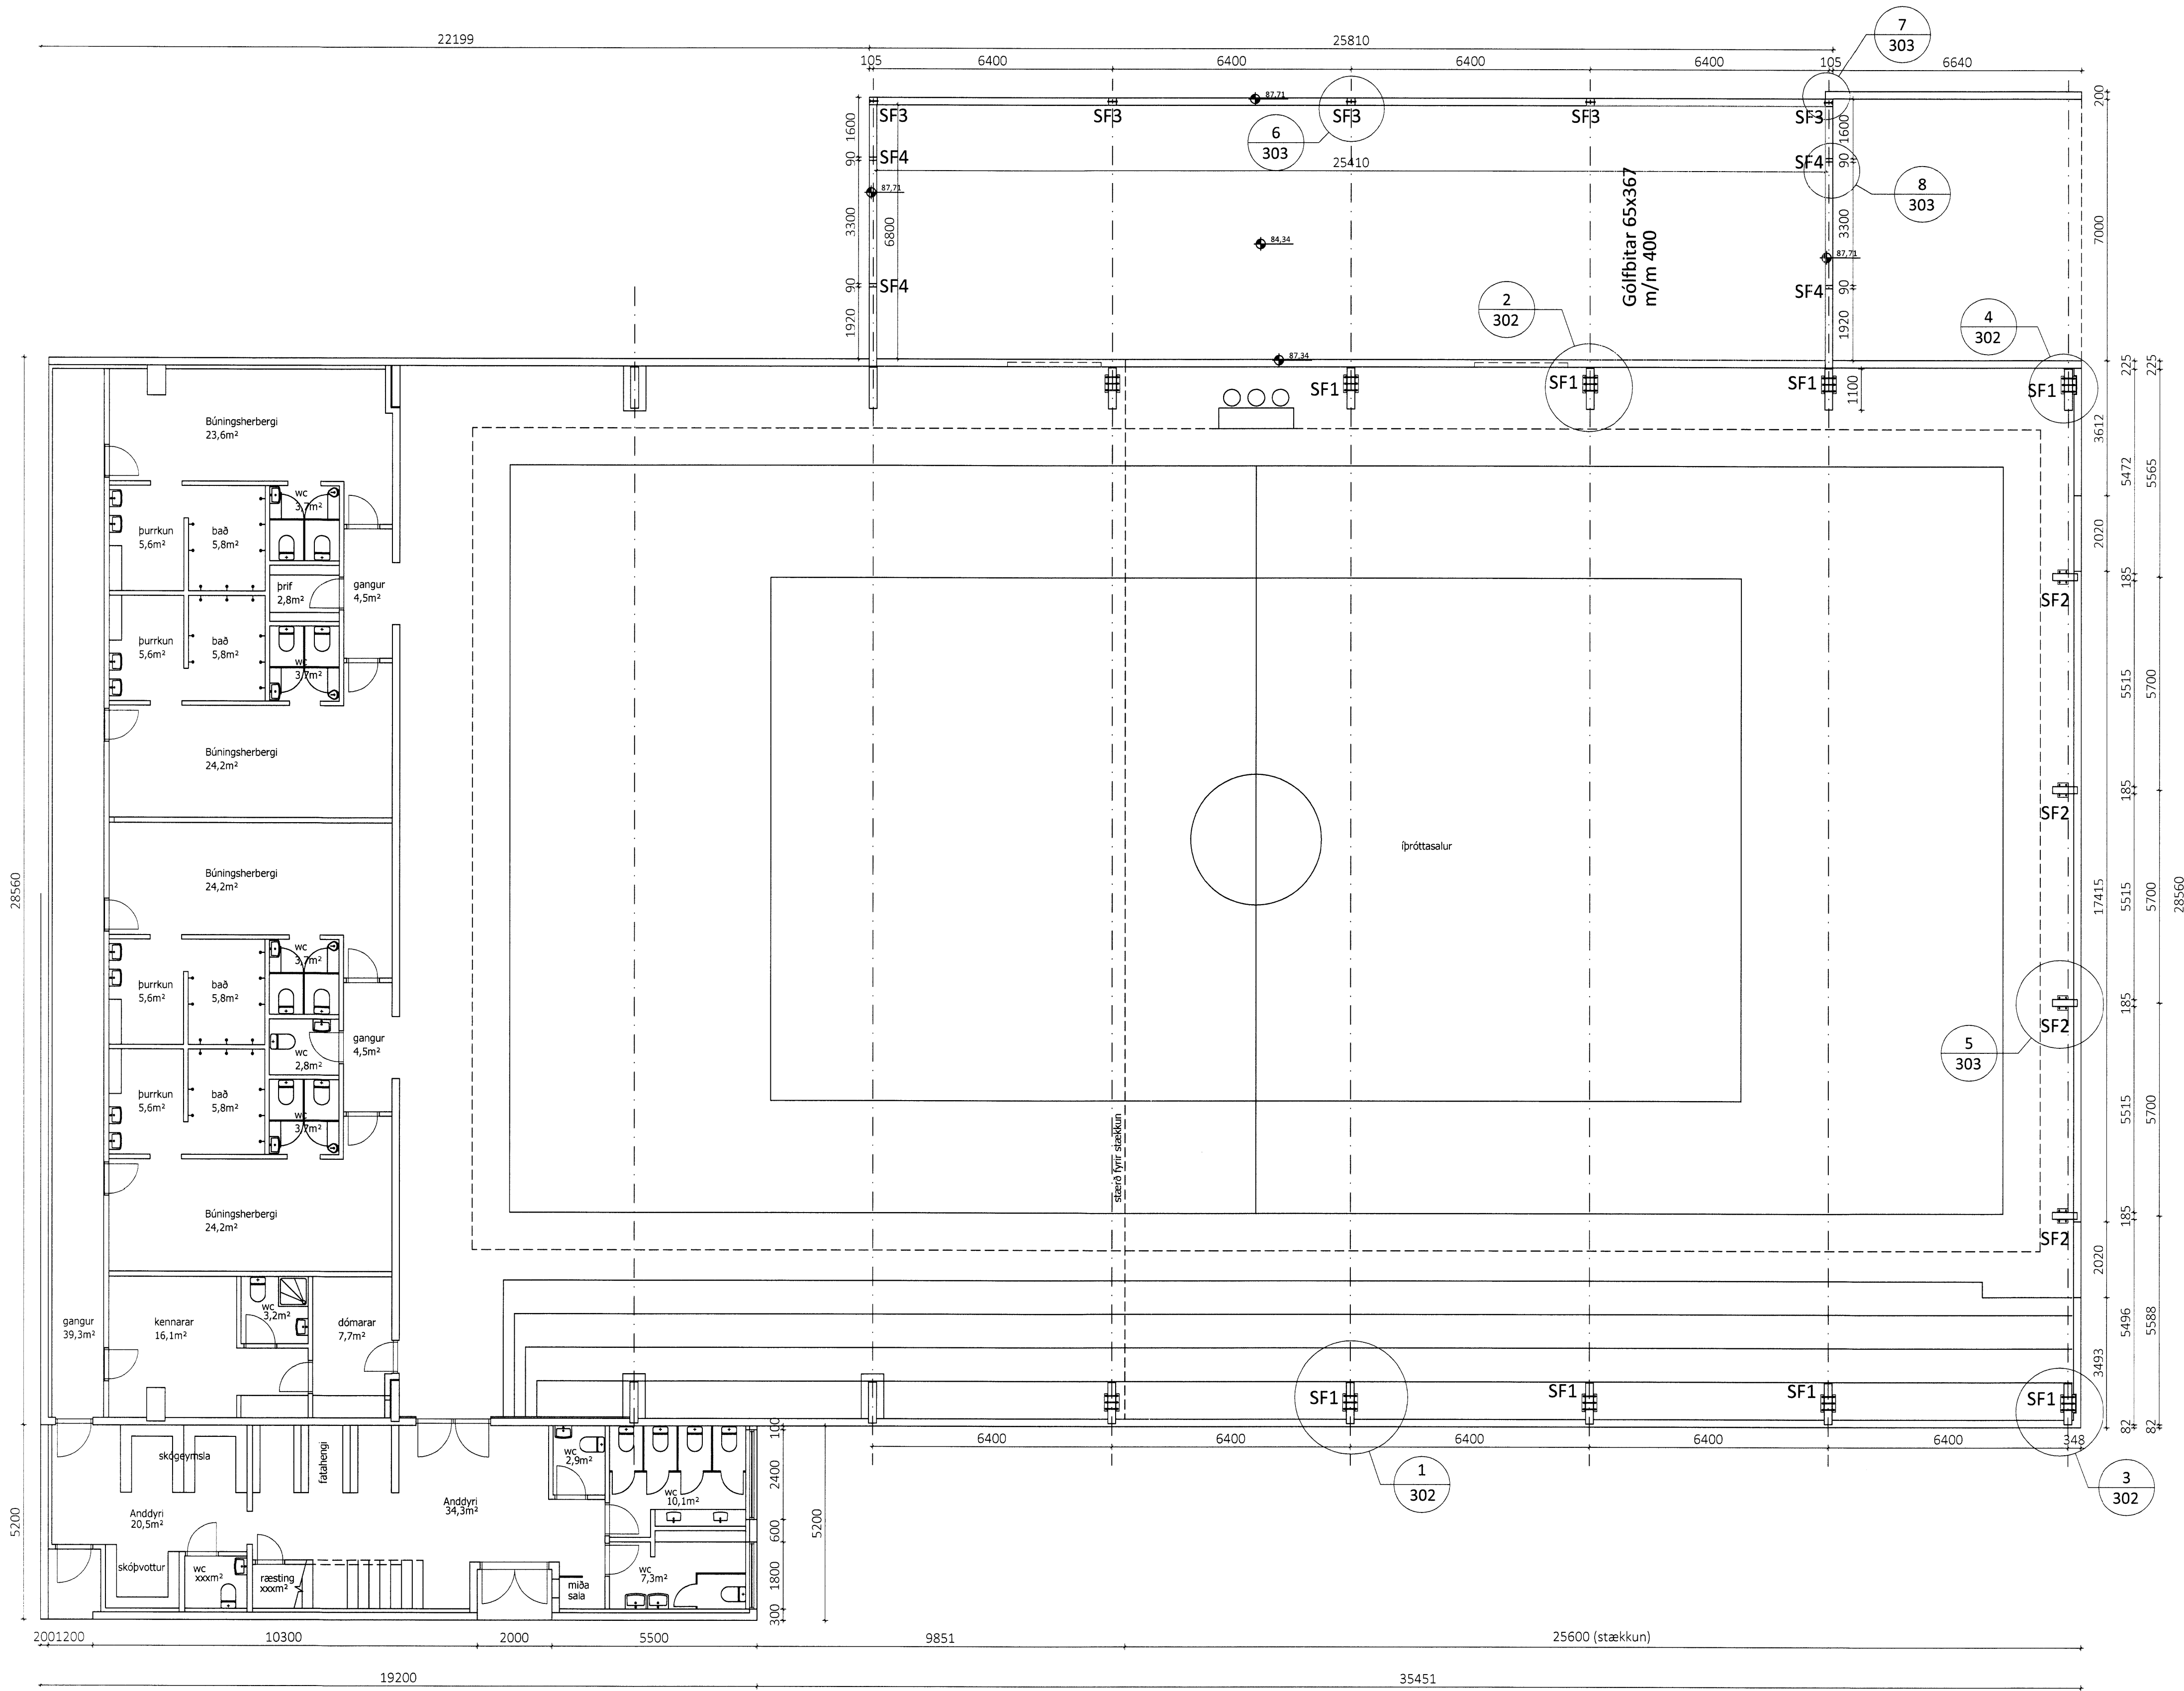 22199
25810
7
303
105
6400
6400
6400
6400
105
6640
87,71
SF3
SF3
SF3
SF3
SF3
200
1600
6
303
1600
90
SF4
25410
SF4
90
8
303
87,71
3300
6800
84,34
Gólfbitar 65x367
m/m 400
3300
87,71
7000
90
SF4
SF4
90
2
302
4
302
1920
1920
87,34
225
225
SF1
SF1
SF1
SF1
1100
3612
Búningsherbergi
23,6m²
5472
5565
wc
3,7m²
þurrkun
5,6m²
bað
5,8m²
2020
þrif
2,8m²
gangur
4,5m²
185
SF2
þurrkun
5,6m²
bað
5,8m²
wc
3,7m²
5515
5700
Búningsherbergi
24,2m²
185
SF2
íþróttasalur
Búningsherbergi
24,2m²
28560
17415
5515
5700
28560
wc
3,7m²
þurrkun
5,6m²
bað
5,8m²
185
SF2
5
303
wc
2,8m²
gangur
4,5m²
þurrkun
5,6m²
bað
5,8m²
wc
3,7m²
5515
5700
stærð fyrir stækkun
Búningsherbergi
24,2m²
185
SF2
2020
gangur
39,3m²
kennarar
16,1m²
wc
3,2m²
dómarar
7,7m²
5496
5588
3493
SF1
SF1
SF1
SF1
82
82
100
6400
6400
6400
6400
6400
348
1
302
3
302
skógeymsla
fatahengi
wc
2,9m²
wc
10,1m²
2400
Anddyri
20,5m²
Anddyri
34,3m²
5200
600
5200
skóþvottur
wc
xxxm²
ræsting
xxxm²
miða
sala
wc
7,3m²
1800
300
2001200
10300
2000
5500
9851
25600 (stækkun)
19200
35451